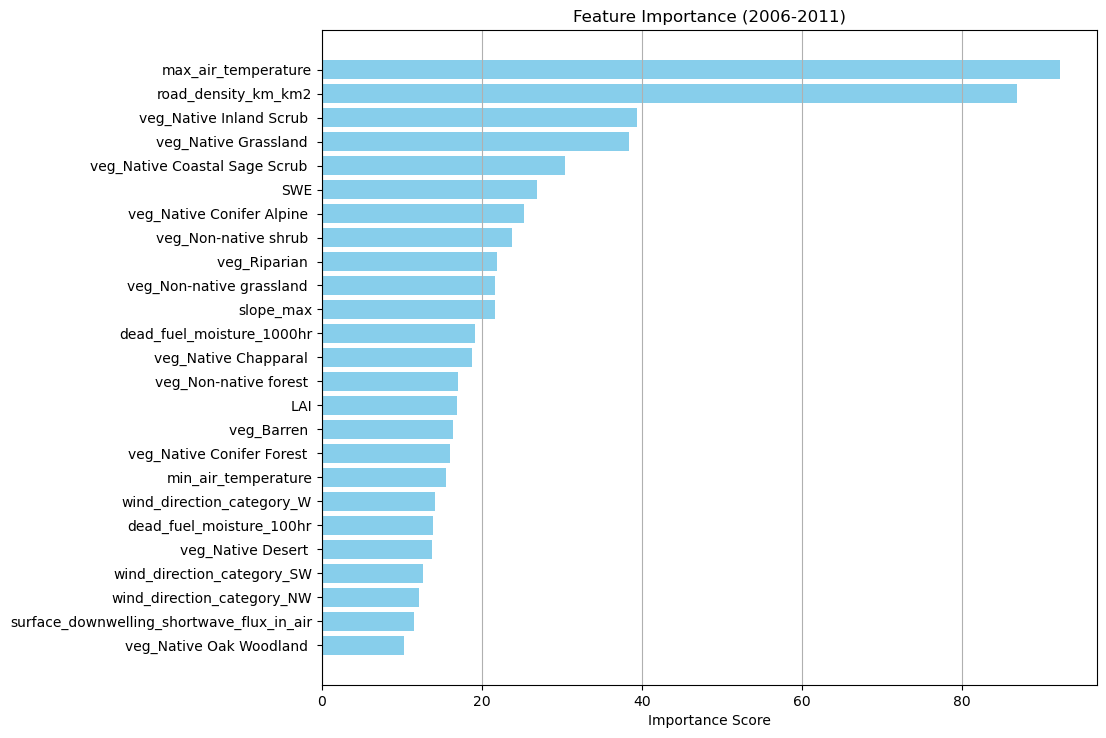 Feature Importance (2006-2011)
max_air_temperature
road_density_km_km2
veg_Native Inland Scrub
veg_Native Grassland
veg_Native Coastal Sage Scrub
SWE
veg_Native Conifer Alpine
veg_Non-native shrub
veg_Riparian
veg_Non-native grassland
slope_max
dead_fuel_moisture_1000hr
veg_Native Chapparal
veg_Non-native forest
LAI
veg_Barren
veg_Native Conifer Forest
min_air_temperature
wind_direction_category_W
dead_fuel_moisture_100hr
veg_Native Desert
wind_direction_category_SW
wind_direction_category_NW
surface_downwelling_shortwave_flux_in_air
veg_Native Oak Woodland
0 20 40 60 80
Importance Score